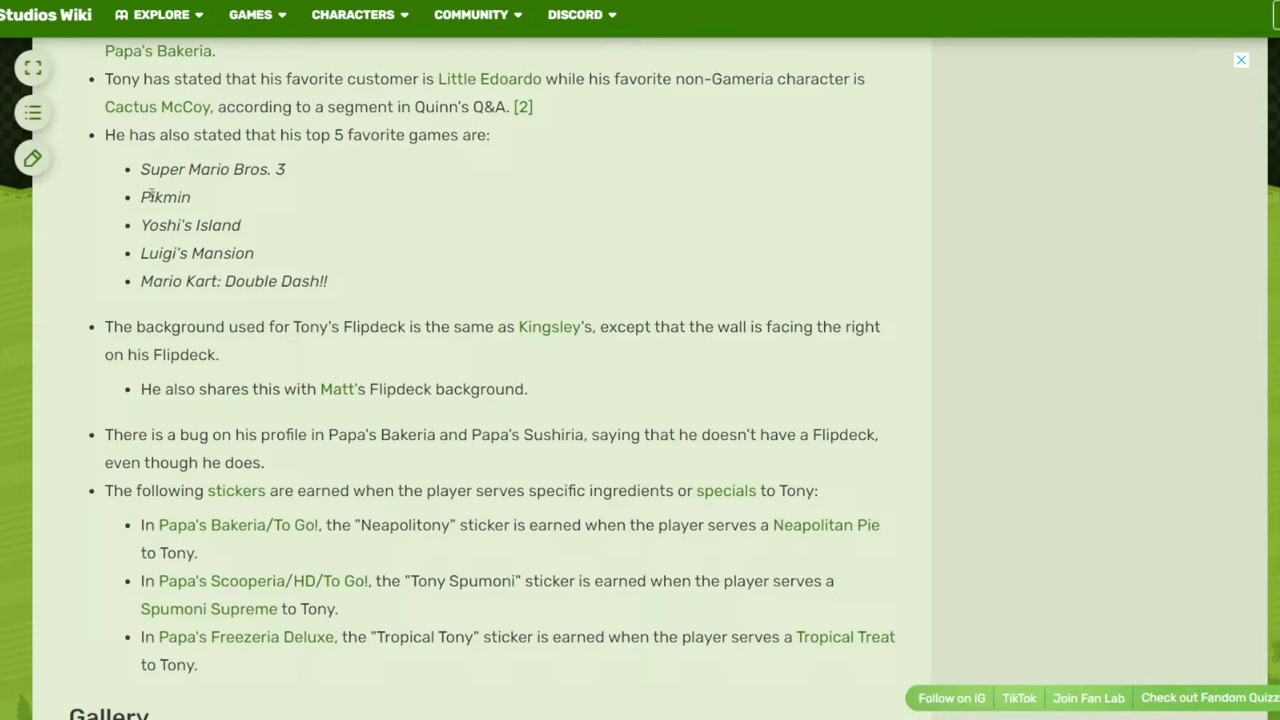 Studios Wiki EXPLORE GAMES CHARACTERS COMMUNITY DISCORD
Papa's Bakeria.
Tony has stated that his favorite customer is Little Edoardo while his favorite non-Gameria character is
Cactus McCoy, according to a segment in Quinn's Q&A. [2]
He has also stated that his top 5 favorite games are:
Super Mario Bros. 3
Pikmin
Yoshi's Island
Luigi's Mansion
Mario Kart: Double Dash!!
The background used for Tony's Flipdeck is the same as Kingsley's, except that the wall is facing the right
on his Flipdeck.
He also shares this with Matt's Flipdeck background.
There is a bug on his profile in Papa's Bakeria and Papa's Sushiria, saying that he doesn't have a Flipdeck,
even though he does.
The following stickers are earned when the player serves specific ingredients or specials to Tony:
In Papa's Bakeria/To Go!, the "Neapolitony" sticker is earned when the player serves a Neapolitan Pie
to Tony.
In Papa's Scooperia/HD/To Go!, the "Tony Spumoni" sticker is earned when the player serves a
Spumoni Supreme to Tony.
In Papa's Freezeria Deluxe, the "Tropical Tony" sticker is earned when the player serves a Tropical Treat
to Tony.
Follow on IG TikTok Join Fan Lab Check out Fandom Quizz
Gallery